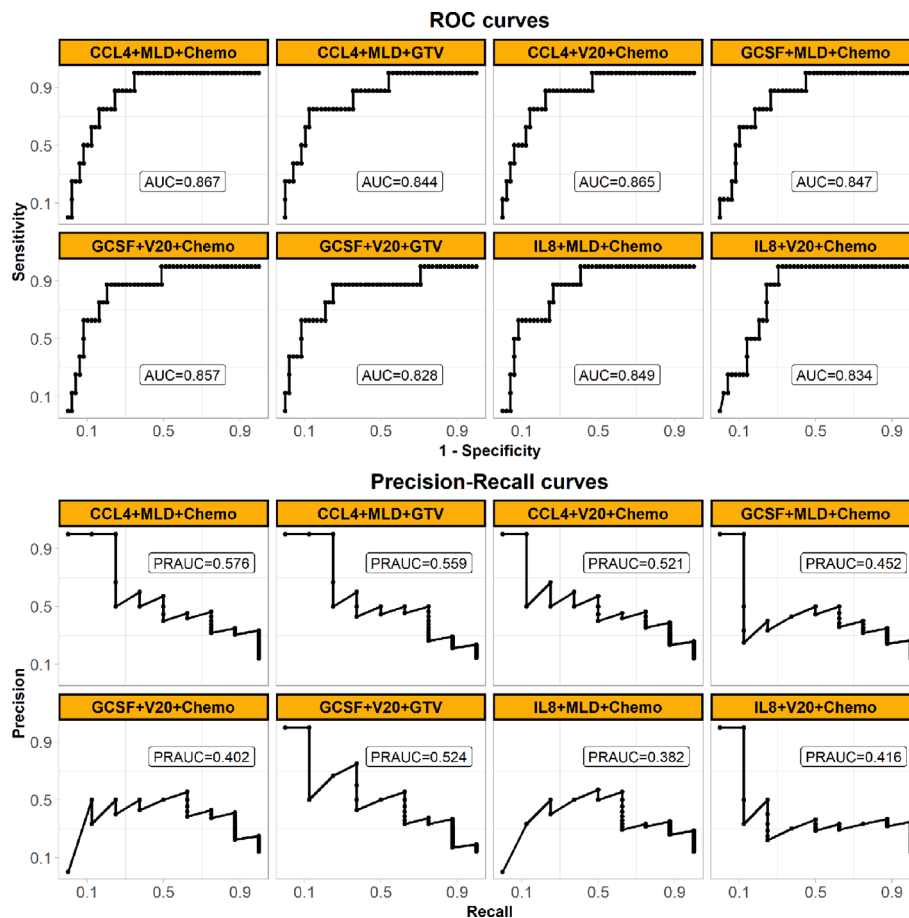 ROC curves
CCL4+MLD+Chemo CCL4+MLD+GTV CCL4+V20+Chemo GCSF+MLD+Chemo
0.9
0.5
0.1
AUC=0.867 AUC=0.844 AUC=0.865 AUC=0.847
Sensitivity
GCSF+V20+Chemo GCSF+V20+GTV IL8+MLD+Chemo IL8+V20+Chemo
0.9
0.5
0.1
AUC=0.857 AUC=0.828 AUC=0.849 AUC=0.834
0.1 0.5 0.9 0.1 0.5 0.9 0.1 0.5 0.9 0.1 0.5 0.9
1 - Specificity
Precision-Recall curves
CCL4+MLD+Chemo CCL4+MLD+GTV CCL4+V20+Chemo GCSF+MLD+Chemo
0.9
0.5
0.1
PRAUC=0.576 PRAUC=0.559 PRAUC=0.521 PRAUC=0.452
Precision
GCSF+V20+Chemo GCSF+V20+GTV IL8+MLD+Chemo IL8+V20+Chemo
0.9
0.5
0.1
PRAUC=0.402 PRAUC=0.524 PRAUC=0.382 PRAUC=0.416
0.1 0.5 0.9 0.1 0.5 0.9 0.1 0.5 0.9 0.1 0.5 0.9
Recall